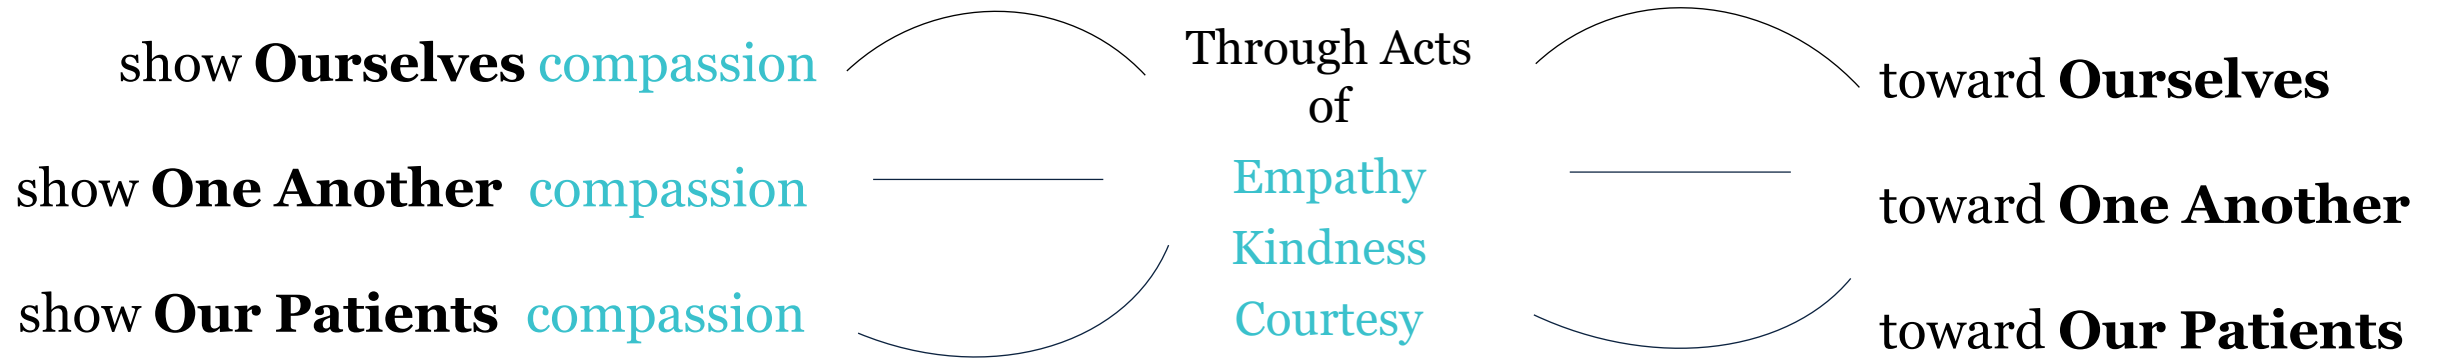 show Ourselves compassion
show One Another compassion
show Our Patients compassion
Through Acts
of
Empathy
Kindness
Courtesy
toward Ourselves
toward One Another
toward Our Patients